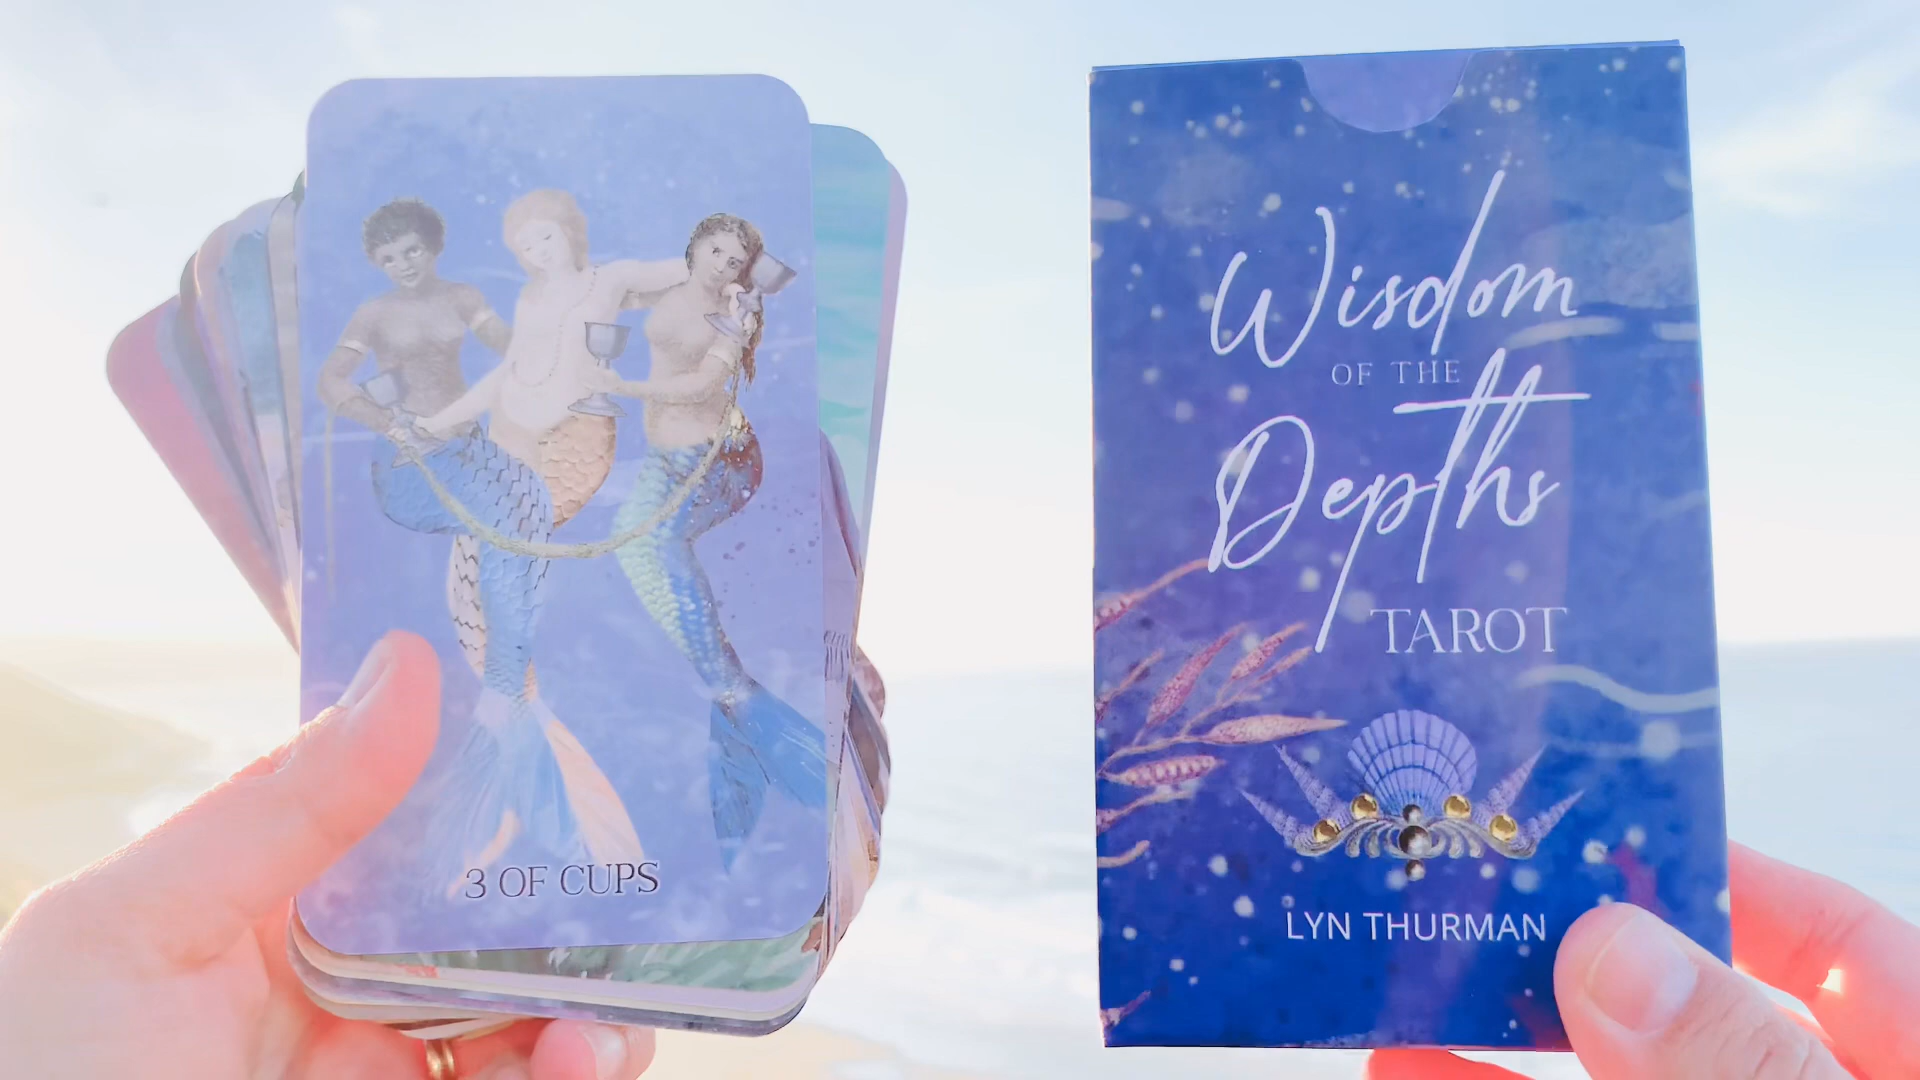 3 OF CUPS
Wisdom
OF THE
Depths
TAROT
LYN THURMAN